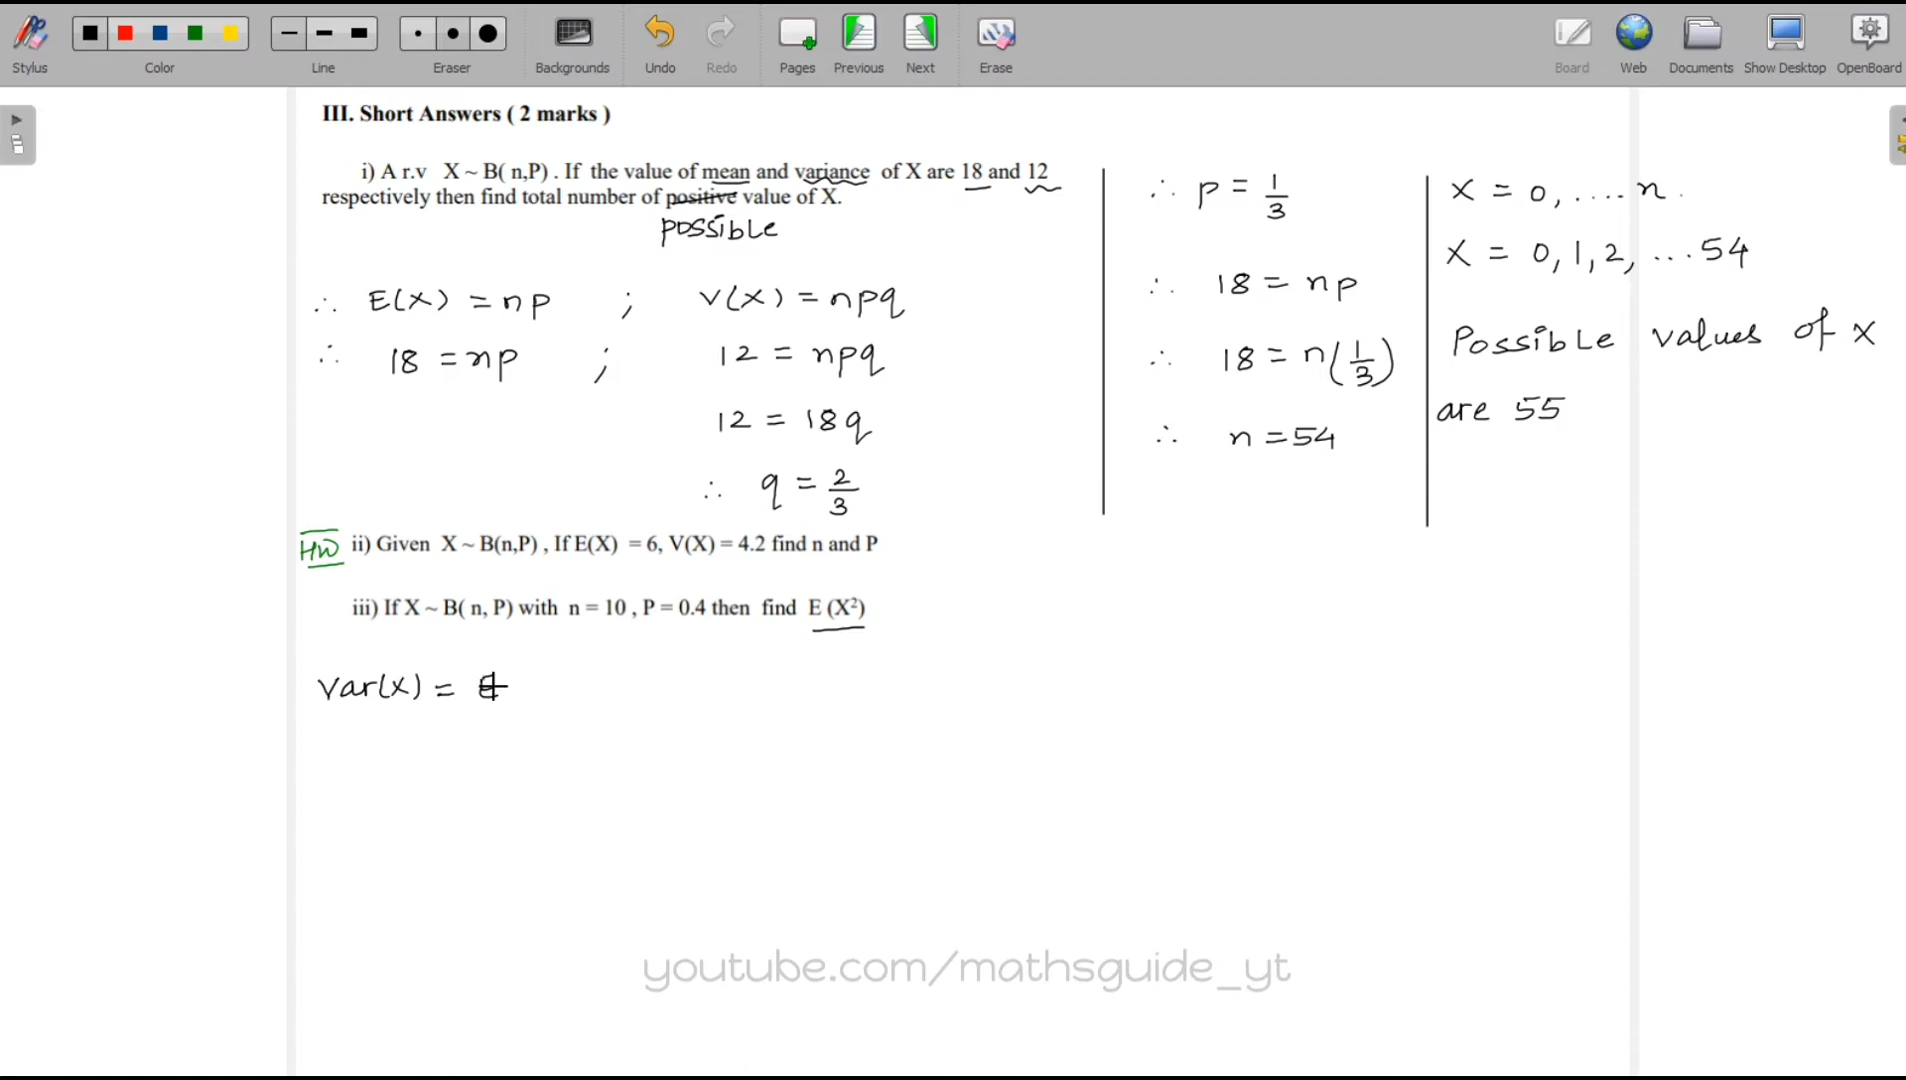 Stylus
Color
Line
Eraser
Backgrounds
Undo
Redo
Pages
Previous
Next
Erase
Board
Web
Documents
Show Desktop
OpenBoard
III. Short Answers ( 2 marks )
i) A r.v X ~ B( n,P) . If the value of mean and variance of X are 18 and 12
respectively then find total number of positive value of X.
possible
∴ E(X) = np ; V(X) = npq
∴ 18 = np ; 12 = npq
12 = 18q
∴ q = 2/3
∴ p = 1/3
∴ 18 = np
∴ 18 = n(1/3)
∴ n = 54
X = 0, .... n.
X = 0, 1, 2, ... 54
Possible values of X
are 55
HW ii) Given X ~ B(n,P) , If E(X) = 6, V(X) = 4.2 find n and P
iii) If X ~ B( n, P) with n = 10 , P = 0.4 then find E (X²)
Var(X) =
youtube.com/mathsguide_yt